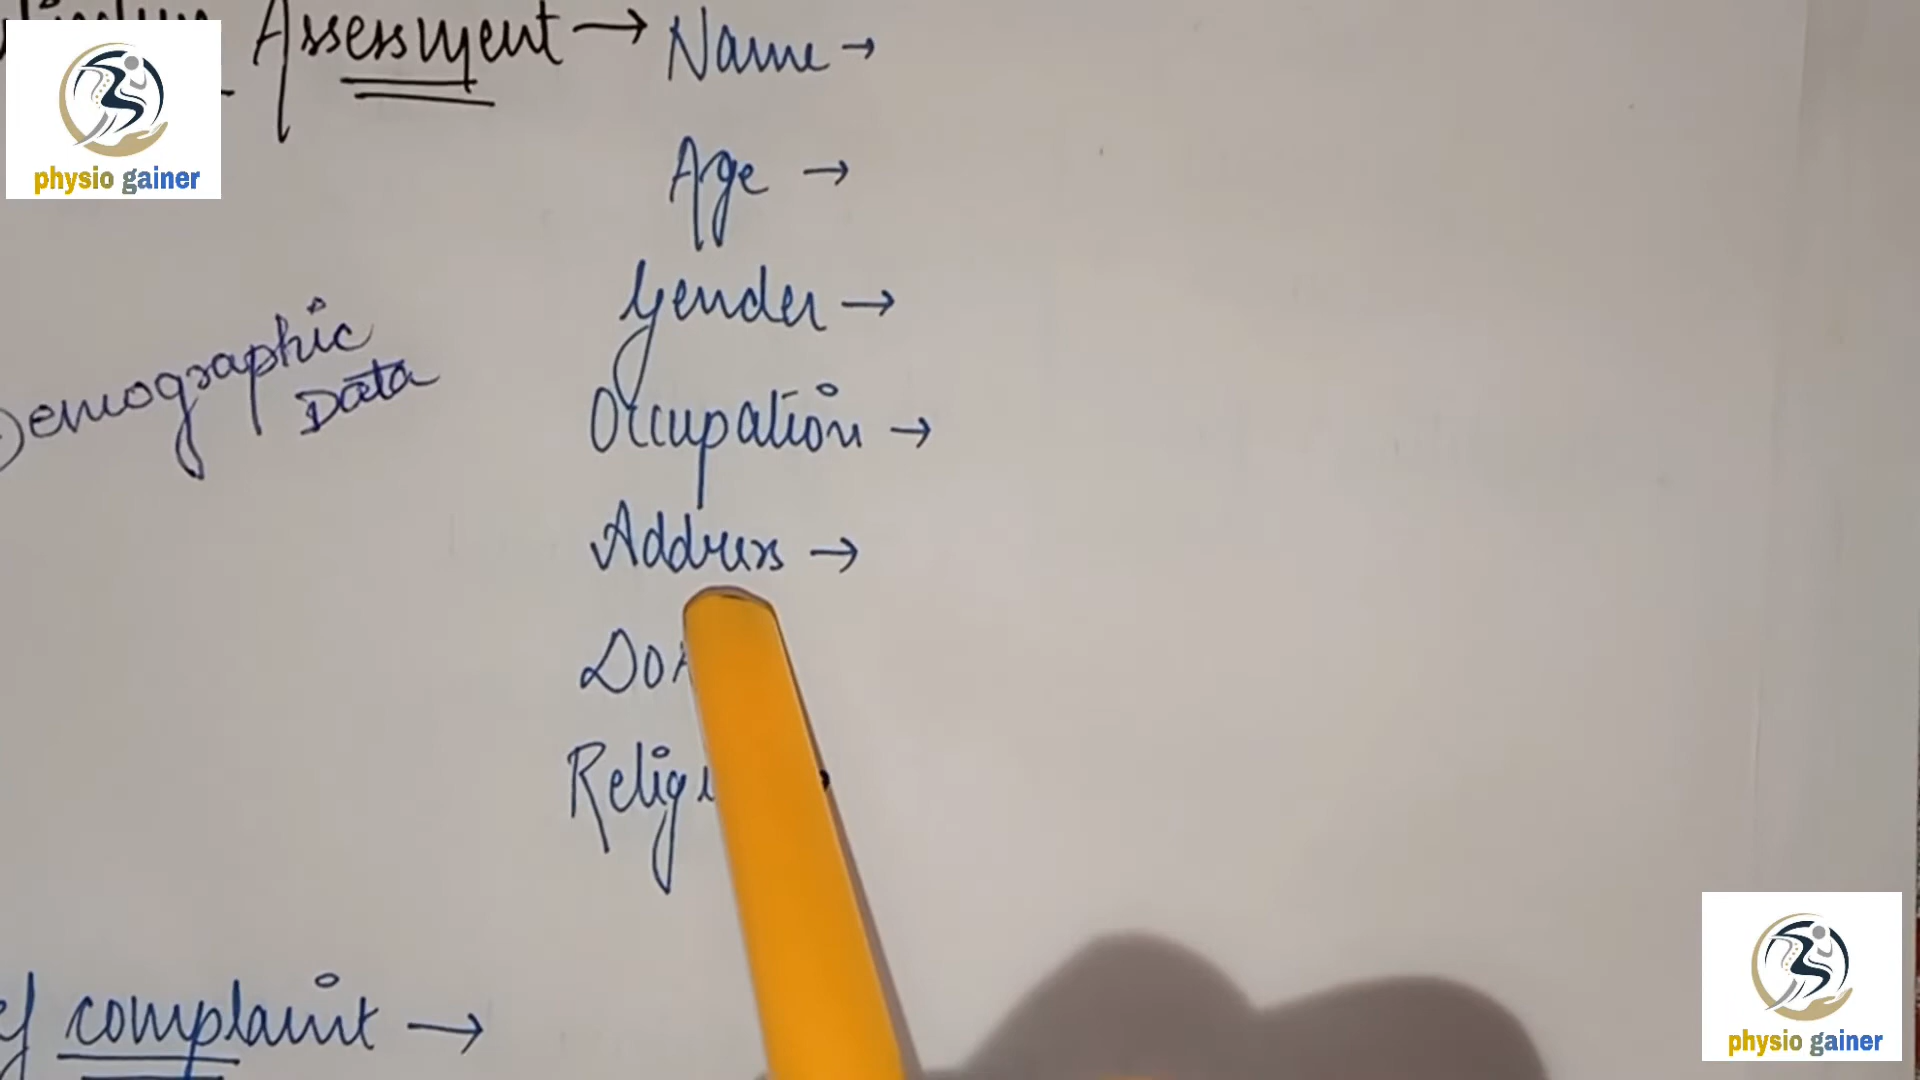 Assessment → Name →
physio gainer
Age →
Gender →
Demographic
Data
Occupation →
Address →
complaint →
physio gainer